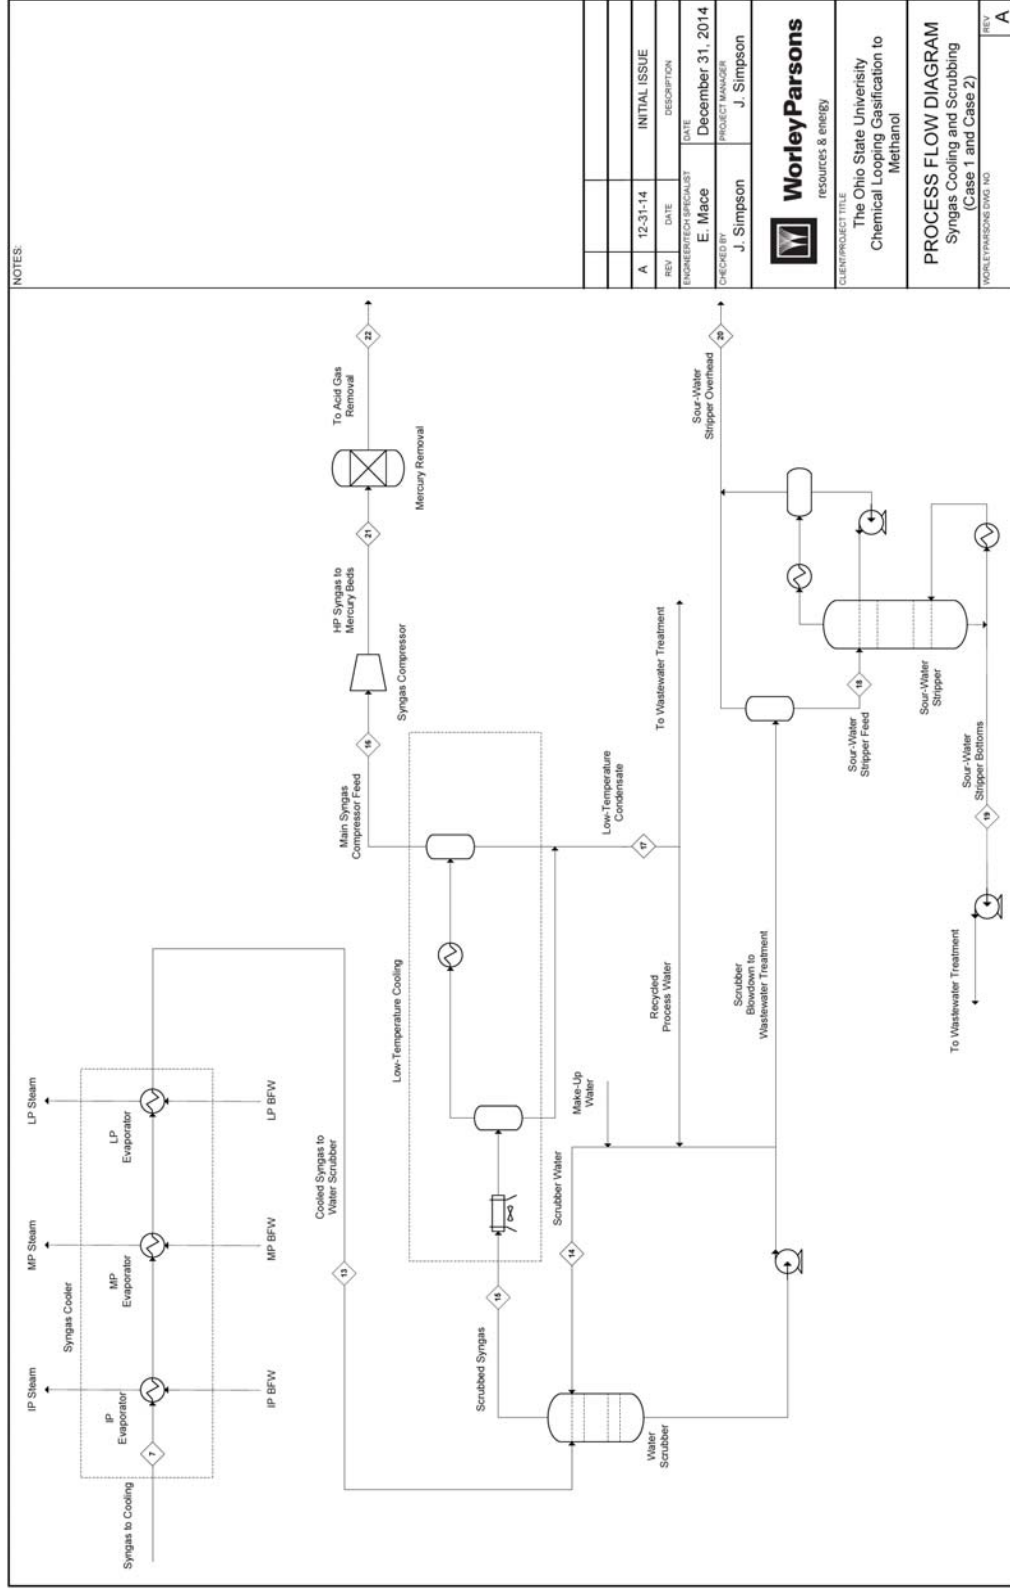 NOTES:
Syngas to Cooling
7
Syngas Cooler
IP Steam
IP
Evaporator
IP BFW
MP Steam
MP
Evaporator
MP BFW
LP Steam
LP
Evaporator
LP BFW
Cooled Syngas to
Water Scrubber
13
Water
Scrubber
Scrubbed Syngas
15
Scrubber Water
14
Make-Up
Water
Low-Temperature Cooling
Recycled
Process Water
Low-Temperature
Condensate
17
To Wastewater Treatment
Main Syngas
Compressor Feed
16
Syngas Compressor
HP Syngas to
Mercury Beds
21
Mercury Removal
To Acid Gas
Removal
22
Scrubber
Blowdown to
Wastewater Treatment
Sour-Water
Stripper Feed
18
Sour-Water
Stripper
Sour-Water
Stripper Overhead
20
Sour-Water
Stripper Bottoms
19
To Wastewater Treatment
A 12-31-14 INITIAL ISSUE
REV DATE DESCRIPTION
ENGINEER/TECH SPECIALIST DATE
E. Mace December 31, 2014
CHECKED BY PROJECT MANAGER
J. Simpson J. Simpson
WorleyParsons
resources & energy
CLIENT/PROJECT TITLE
The Ohio State Univerisity
Chemical Looping Gasification to
Methanol
PROCESS FLOW DIAGRAM
Syngas Cooling and Scrubbing
(Case 1 and Case 2)
WORLEYPARSONS DWG. NO. REV
A